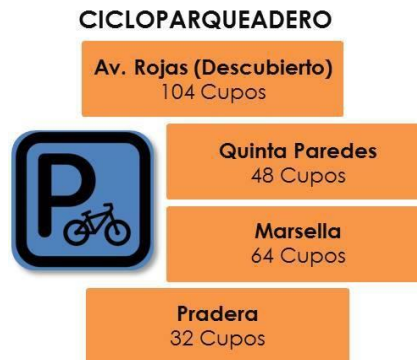 CICLOPARQUEADERO
Av. Rojas (Descubierto)
104 Cupos
Quinta Paredes
48 Cupos
P
Marsella
64 Cupos
Pradera
32 Cupos